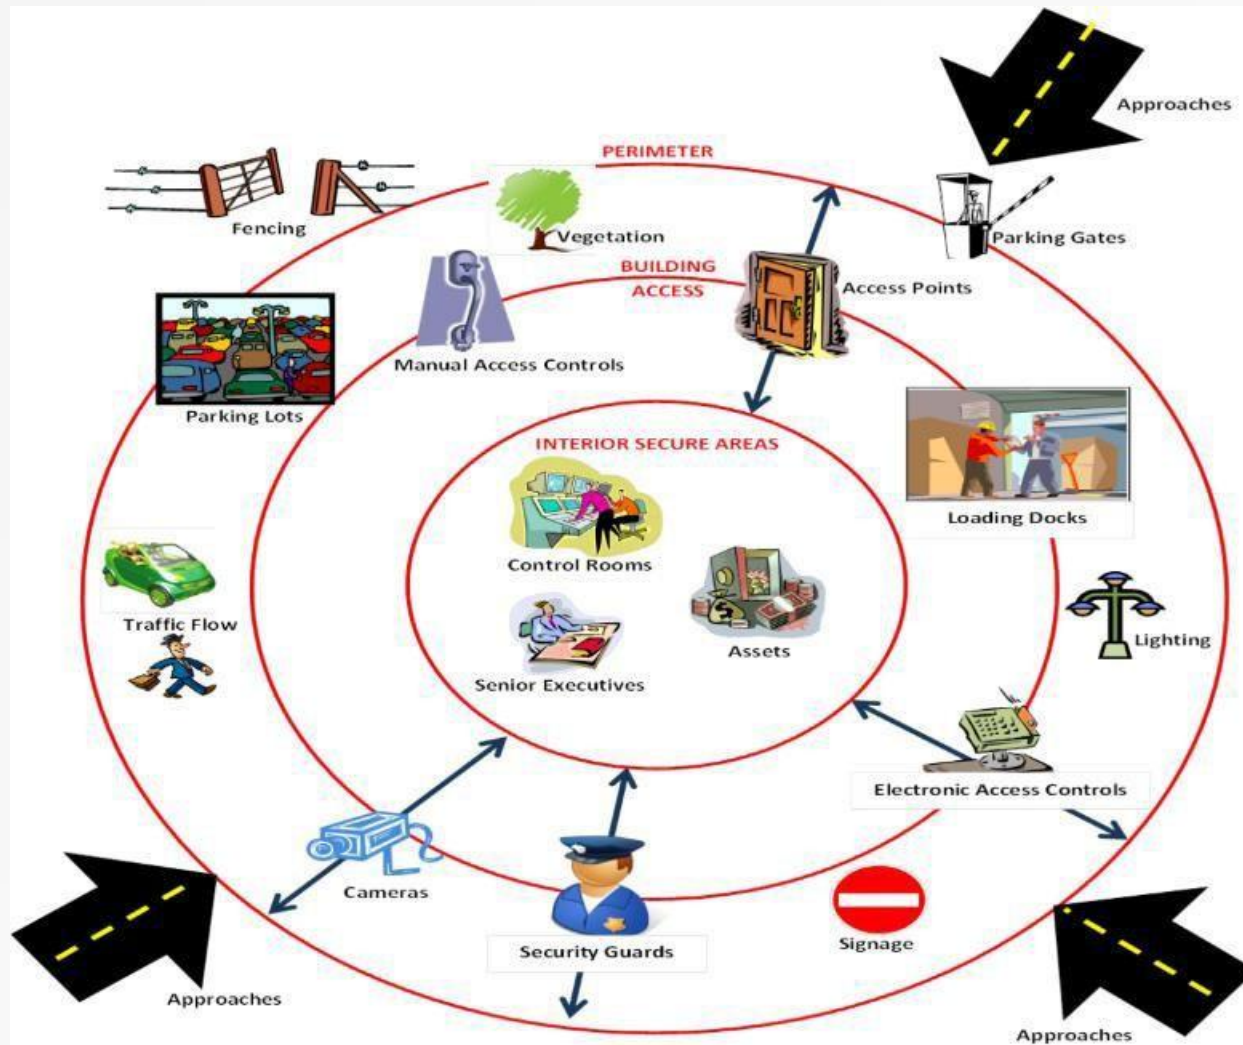 Approaches
PERIMETER
Fencing
Vegetation
Parking Gates
BUILDING
ACCESS
Access Points
Manual Access Controls
Parking Lots
INTERIOR SECURE AREAS
Loading Docks
Control Rooms
Traffic Flow
Lighting
Assets
Senior Executives
Electronic Access Controls
Cameras
Signage
Security Guards
Approaches
Approaches